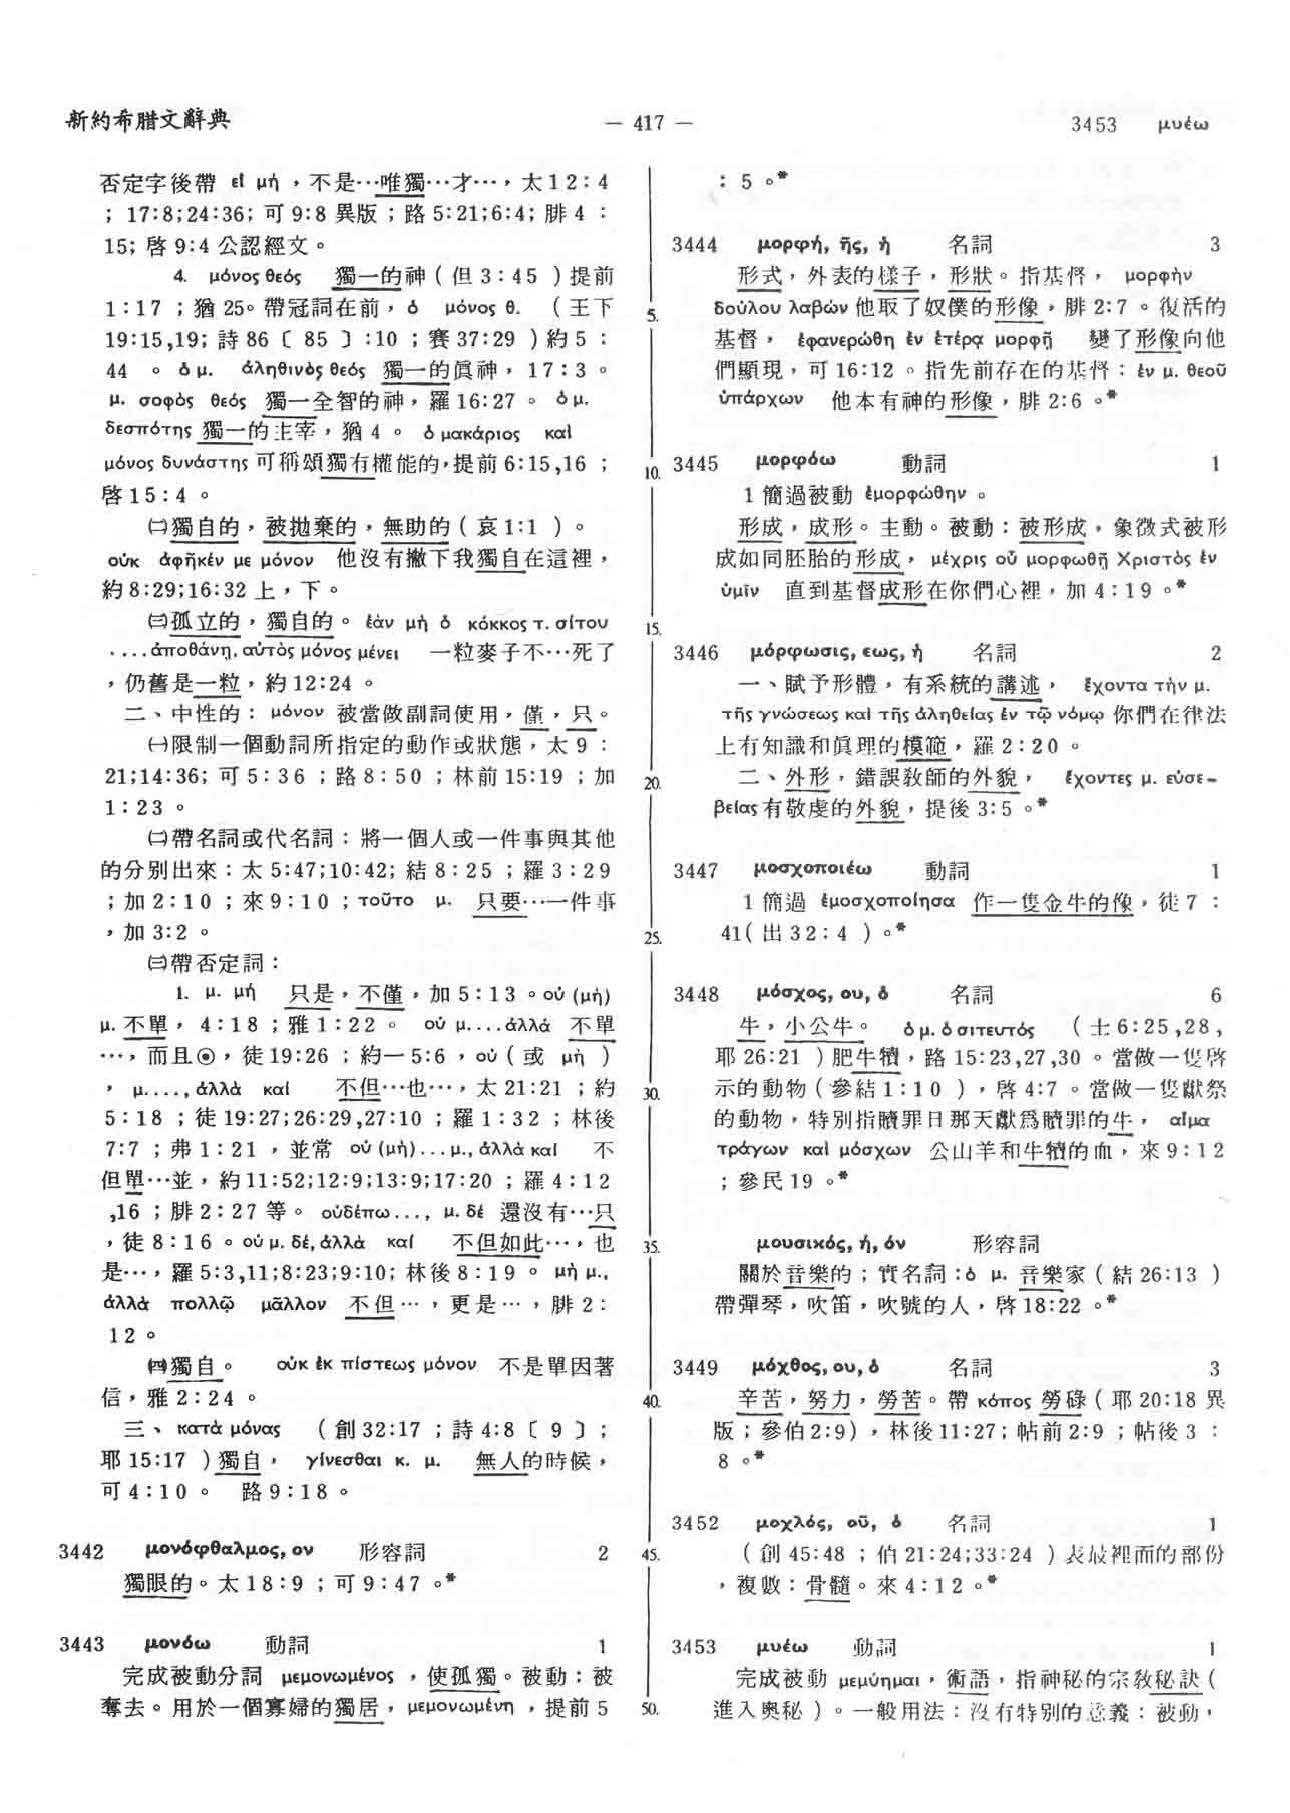 新約希腊文辭典
— 417 —
3453 μυέω
否定字後帶 εἰ μή，不是…唯獨…才…，太12:4
; 17:8;24:36; 可 9:8 異版；路 5:21;6:4; 腓 4 :
15; 啓 9:4 公認經文。
4. μόνος θεός 獨一的神（但 3:45 ）提前
1:17；猶 25。帶冠詞在前，ὁ μόνος θ.（王下
19:15,19; 詩 86〔 85 〕:10；賽 37:29 ）約 5 :
44 。ὁ μ. ἀληθινὸς θεός 獨一的眞神，17:3。
μ. σοφὸς θεός 獨一全智的神，羅 16:27。ὁ μ.
δεσπότης 獨一的主宰，猶 4。ὁ μακάριος καὶ
μόνος δυνάστης 可稱頌獨有權能的，提前 6:15,16；
啓 15:4 。
㈡獨自的，被抛棄的，無助的（哀 1:1 ）。
οὐκ ἀφῆκέν με μόνον 他沒有撇下我獨自在這裡，
約 8:29;16:32 上，下。
㈢孤立的，獨自的。ἐὰν μὴ ὁ κόκκος τ. σίτου
....ἀποθάνῃ, αὐτὸς μόνος μένει 一粒麥子不…死了
，仍舊是一粒，約 12:24 。
二、中性的：μόνον 被當做副詞使用，僅，只。
㈠限制一個動詞所指定的動作或狀態，太 9 :
21;14:36; 可 5:36；路 8:50；林前 15:19；加
1:23 。
㈡帶名詞或代名詞：將一個人或一件事與其他
的分別出來：太 5:47;10:42; 結 8:25；羅 3:29
；加 2:10；來 9:10；τοῦτο μ. 只要…一件事
，加 3:2 。
㈢帶否定詞：
1. μ. μή 只是，不僅，加 5:13。οὐ (μὴ)
μ. 不單，4:18；雅 1:22。οὐ μ....ἀλλά 不單
…，而且⊙，徒 19:26；約一 5:6，οὐ（或 μὴ ）
，μ....,ἀλλὰ καί 不但…也…，太 21:21；約
5:18；徒 19:27;26:29,27:10；羅 1:32；林後
7:7；弗 1:21，並常 οὐ (μὴ)...μ., ἀλλὰ καί 不
但單…並，約 11:52;12:9;13:9;17:20；羅 4:12
,16；腓 2:27 等。οὐδέπω..., μ. δέ 還沒有…只
，徒 8:16。οὐ μ. δέ, ἀλλὰ καί 不但如此…，也
是…，羅 5:3,11;8:23;9:10; 林後 8:19。μὴ μ.,
ἀλλὰ πολλῷ μᾶλλον 不但…，更是…，腓 2:
12 。
㈣獨自。οὐκ ἐκ πίστεως μόνον 不是單因著
信，雅 2:24 。
三、κατὰ μόνας （創 32:17；詩 4:8〔 9 〕;
耶 15:17 ）獨自，γίνεσθαι κ. μ. 無人的時候，
可 4:10 。 路 9:18 。
3442 μονόφθαλμος, ον 形容詞 2
獨眼的。太 18:9；可 9:47 。*
3443 μονόω 動詞 1
完成被動分詞 μεμονωμένος，使孤獨。被動：被
奪去。用於一個寡婦的獨居，μεμονωμένη，提前 5
5.
10.
15.
20.
25.
30.
35.
40.
45.
50.
: 5 。*
3444 μορφή, ῆς, ἡ 名詞 3
形式，外表的樣子，形狀。指基督，μορφὴν
δούλου λαβών 他取了奴僕的形像，腓 2:7 。復活的
基督，ἐφανερώθη ἐν ἑτέρᾳ μορφῇ 變了形像向他
們顯現，可 16:12 。指先前存在的基督：ἐν μ. θεοῦ
ὑπάρχων 他本有神的形像，腓 2:6 。*
3445 μορφόω 動詞 1
1 簡過被動 ἐμορφώθην。
形成，成形。主動。被動：被形成，象徵式被形
成如同胚胎的形成，μέχρις οὗ μορφωθῇ Χριστὸς ἐν
ὑμῖν 直到基督成形在你們心裡，加 4:19 。*
3446 μόρφωσις, εως, ἡ 名詞 2
一、賦予形體，有系統的講述，ἔχοντα τὴν μ.
τῆς γνώσεως καὶ τῆς ἀληθείας ἐν τῷ νόμῳ 你們在律法
上有知識和眞理的模範，羅 2:20 。
二、外形，錯誤敎師的外貌，ἔχοντες μ. εὐσε-
βείας 有敬虔的外貌，提後 3:5 。*
3447 μοσχοποιέω 動詞 1
1 簡過 ἐμοσχοποίησα 作一隻金牛的像，徒 7 :
41( 出 32:4 ）。*
3448 μόσχος, ου, ὁ 名詞 6
牛，小公牛。ὁ μ. ὁ σιτευτός （士 6:25,28,
耶 26:21 ）肥牛犢，路 15:23,27,30 。當做一隻啓
示的動物（參結 1:10 ），啓 4:7 。當做一隻獻祭
的動物，特別指贖罪日那天獻爲贖罪的牛，αἷμα
τράγων καὶ μόσχων 公山羊和牛犢的血，來 9:12
；參民 19 。*
μουσικός, ή, όν 形容詞
關於音樂的；實名詞：ὁ μ. 音樂家（結 26:13 ）
帶彈琴，吹笛，吹號的人，啓 18:22 。*
3449 μόχθος, ου, ὁ 名詞 3
辛苦，努力，勞苦。帶 κόπος 勞碌（耶 20:18 異
版；參伯 2:9)，林後 11:27; 帖前 2:9；帖後 3 :
8 。*
3452 μοχλός, οῦ, ὁ 名詞 1
（創 45:48；伯 21:24;33:24 ）表最裡面的部份
，複數：骨髓。來 4:12 。*
3453 μυέω 動詞 1
完成被動 μεμύημαι，術語，指神秘的宗敎秘訣（
進入奧秘）。一般用法：沒有特別的意義：被動，